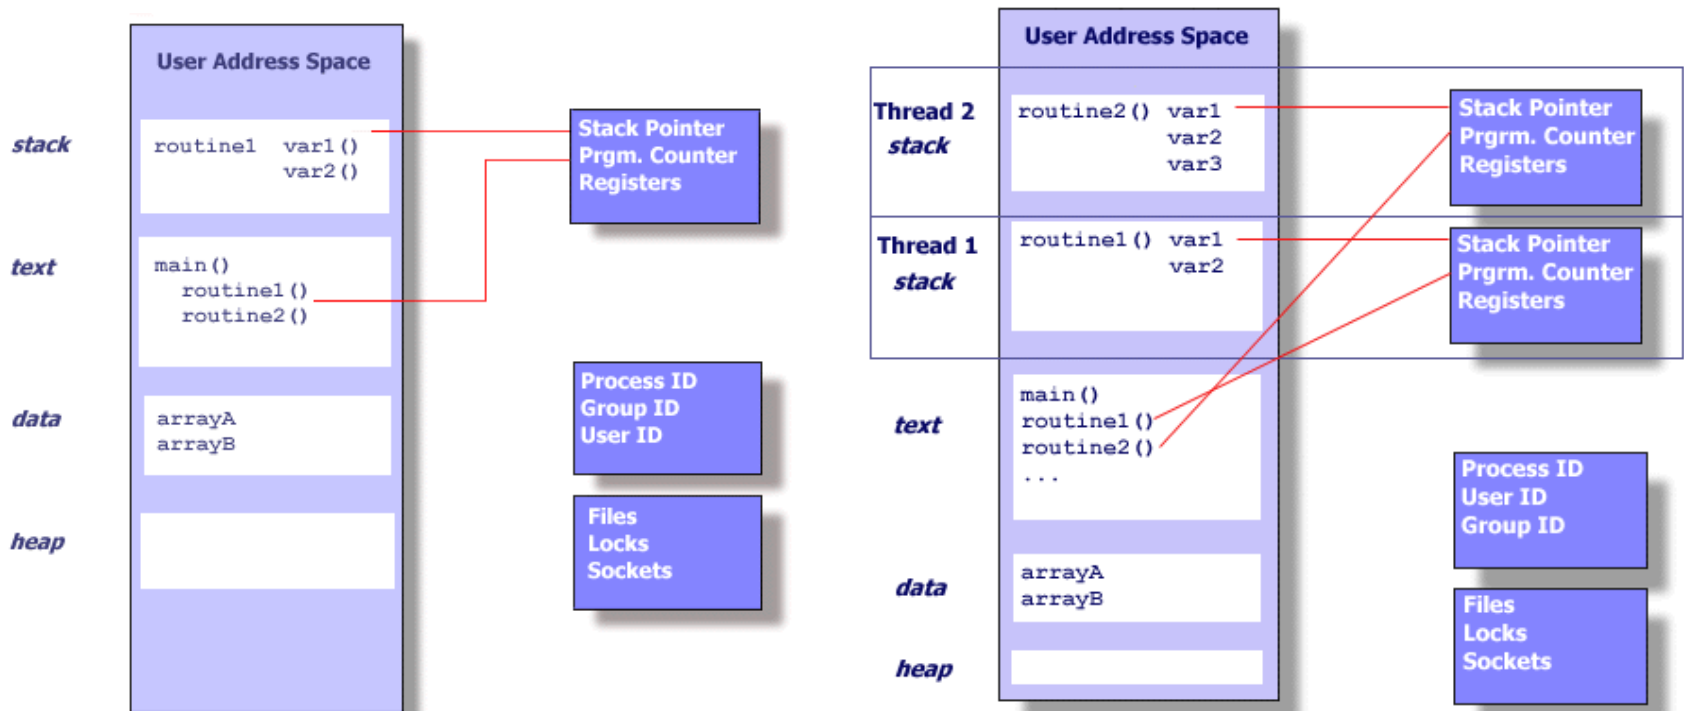 User Address Space
stack
routine1 var1()
var2()
Stack Pointer
Prgm. Counter
Registers
text
main()
routine1()
routine2()
Process ID
Group ID
User ID
data
arrayA
arrayB
Files
Locks
Sockets
heap
User Address Space
Thread 2
stack
routine2() var1
var2
var3
Stack Pointer
Prgrm. Counter
Registers
Thread 1
stack
routine1() var1
var2
Stack Pointer
Prgrm. Counter
Registers
text
main()
routine1()
routine2()
...
Process ID
User ID
Group ID
data
arrayA
arrayB
Files
Locks
Sockets
heap